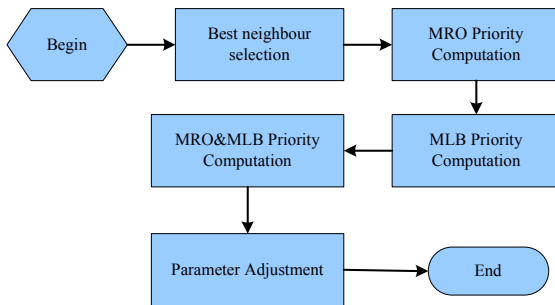 Begin
Best neighbour
selection
MRO Priority
Computation
MLB Priority
Computation
MRO&MLB Priority
Computation
Parameter Adjustment
End